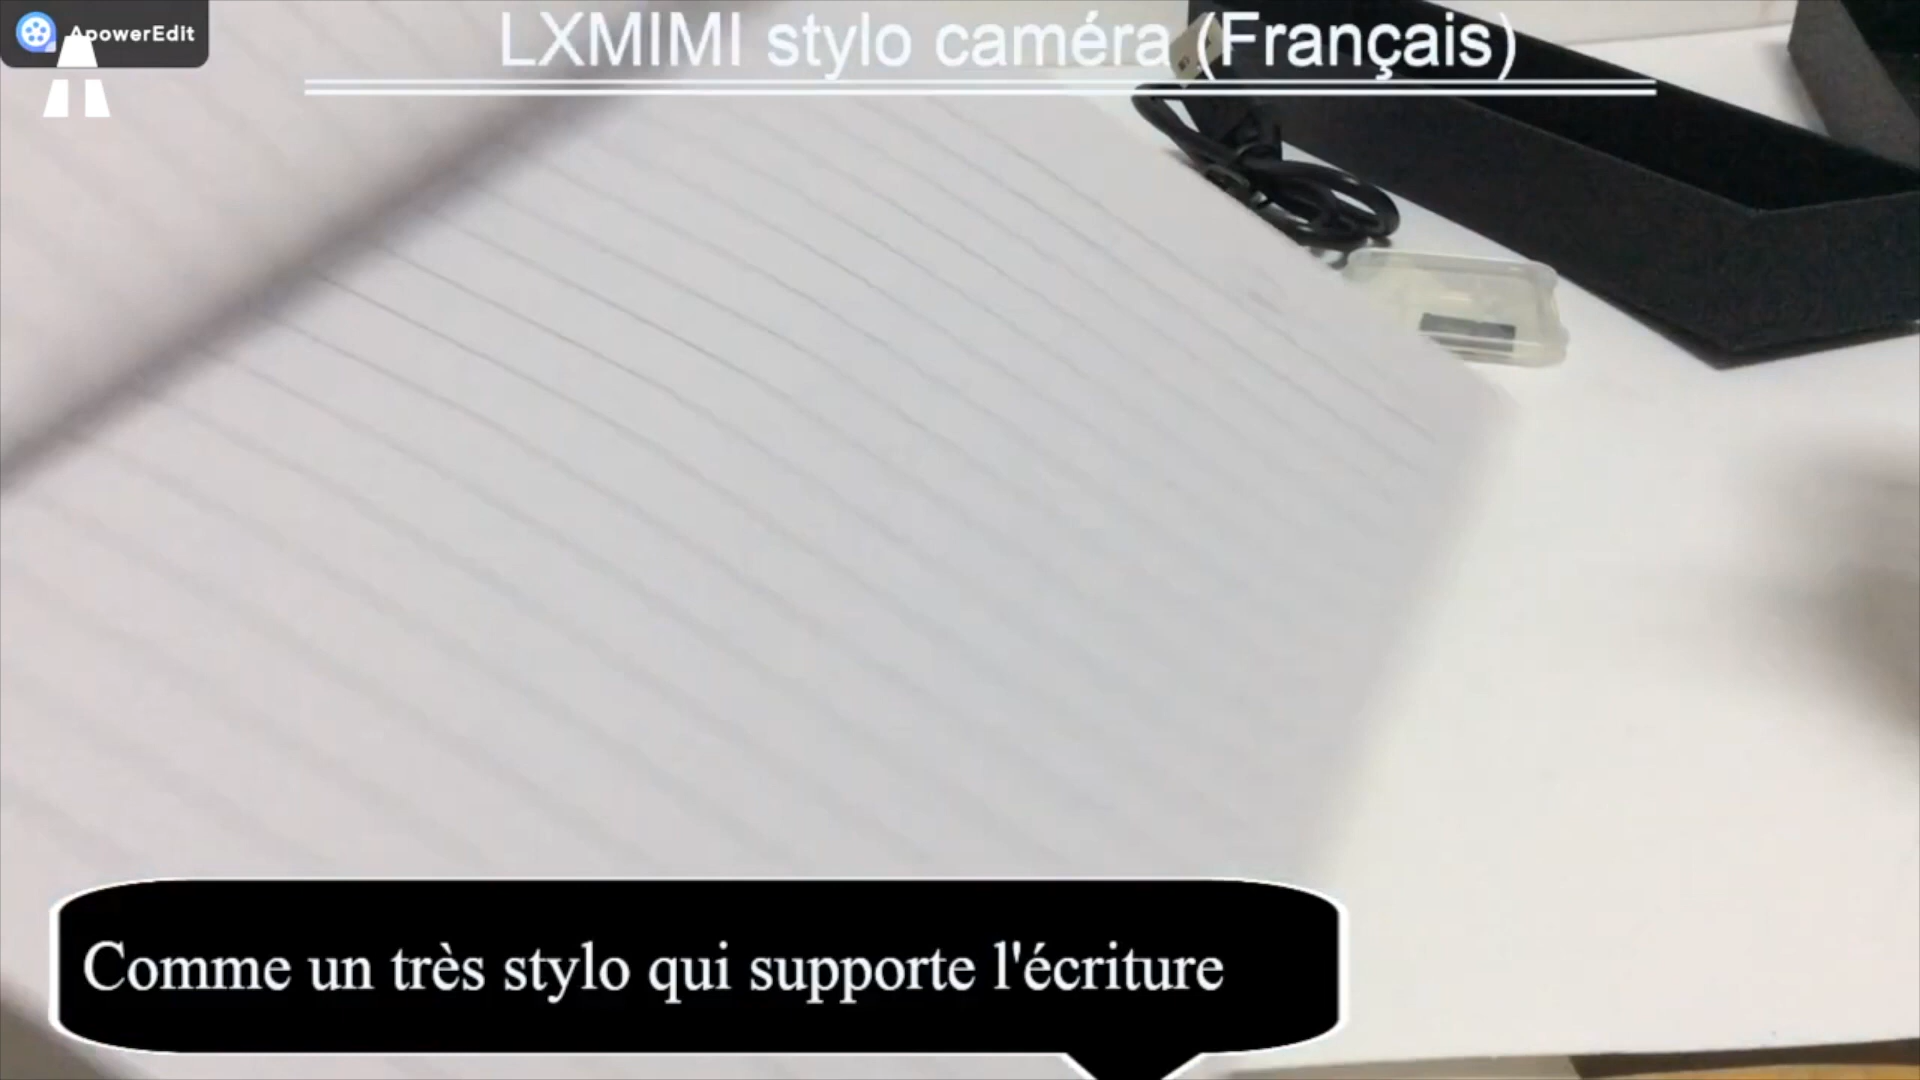 ApowerEdit
LXMIMI stylo caméra (Français)
Comme un très stylo qui supporte l'écriture